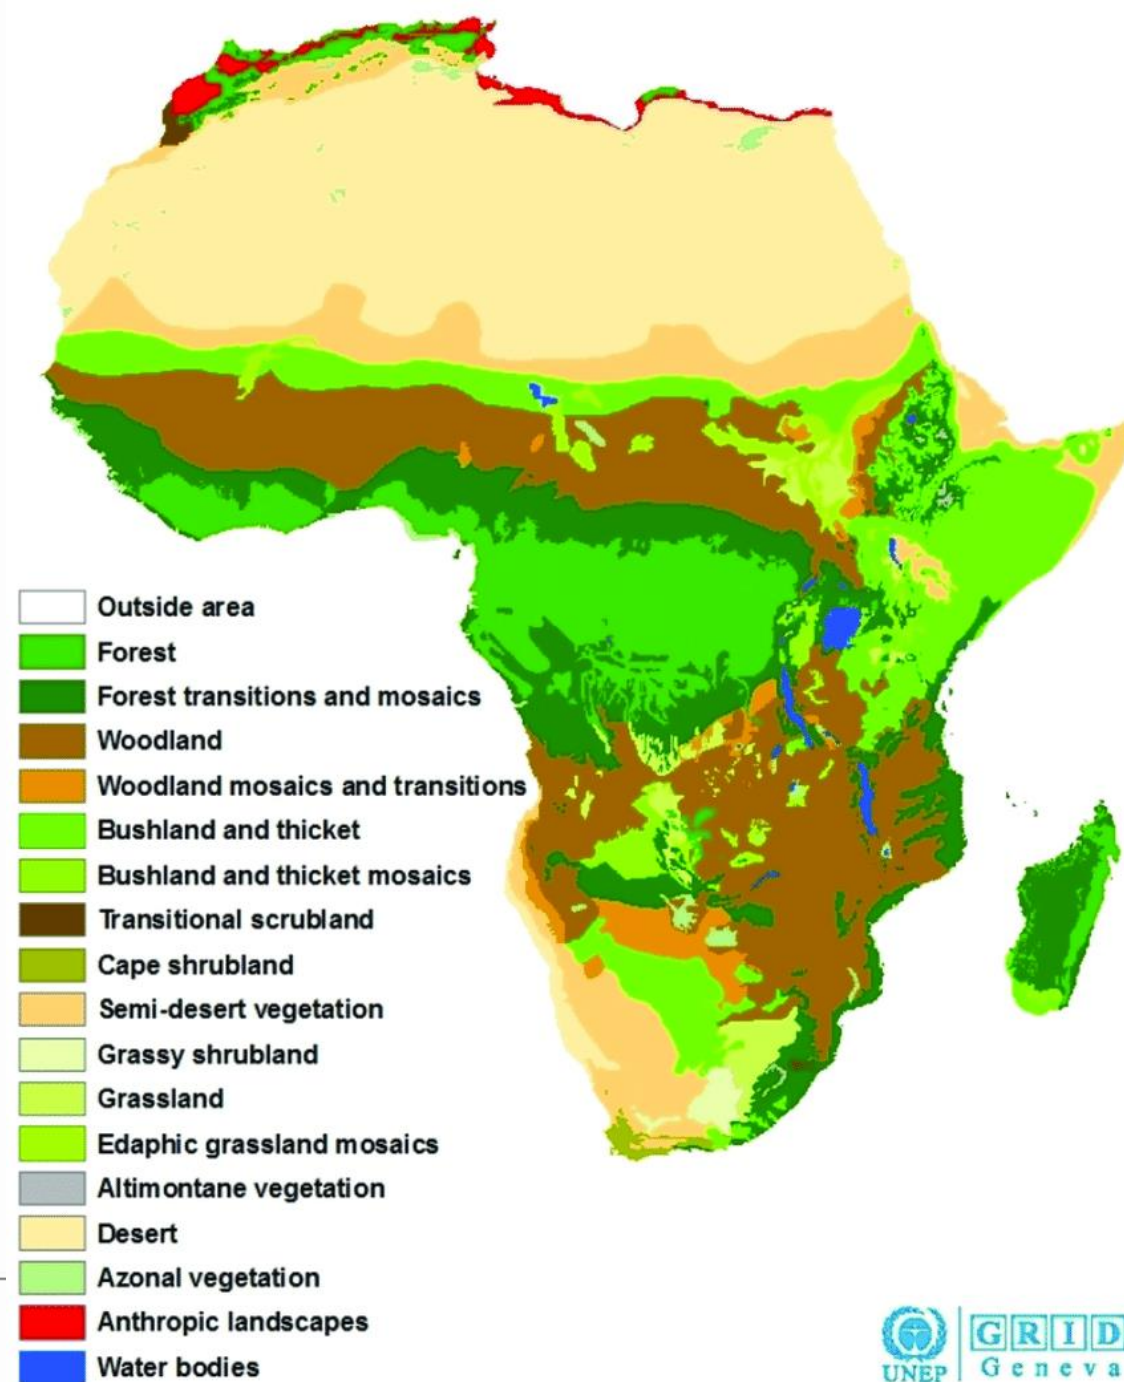 Outside area
Forest
Forest transitions and mosaics
Woodland
Woodland mosaics and transitions
Bushland and thicket
Bushland and thicket mosaics
Transitional scrubland
Cape shrubland
Semi-desert vegetation
Grassy shrubland
Grassland
Edaphic grassland mosaics
Altimontane vegetation
Desert
Azonal vegetation
Anthropic landscapes
Water bodies
UNEP
GRID
Geneva